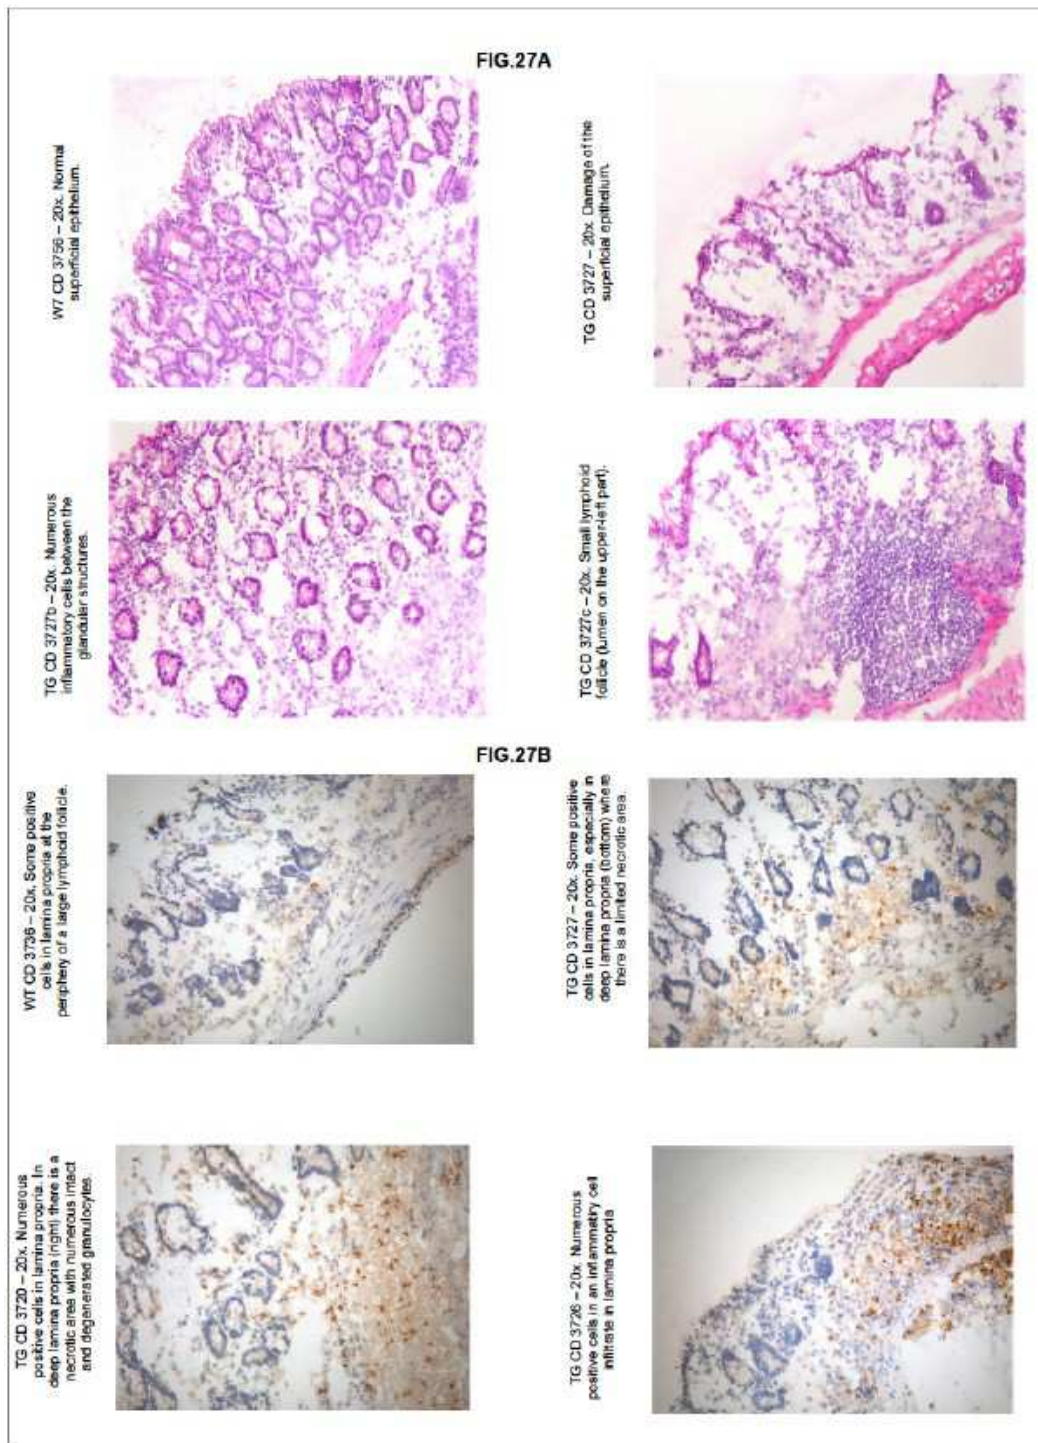 FIG.27A
W7 CD 3756 – 20x. Normal
superficial epithelium.
TG CD 3727 – 20x. Damage of the
superficial epithelium.
TG CD 3727b – 20x. Numerous
inflammatory cells between the
glandular structures.
TG CD 3727c – 20x. Small lymphoid
follicle (lumen on the upper-left part).
FIG.27B
WT CD 3736 – 20x. Some positive
cells in lamina propria at the
periphery of a large lymphoid follicle.
TG CD 3727 – 20x. Some positive
cells in lamina propria, especially in
deep lamina propria (bottom) where
there is a limited necrotic area.
TG CD 3720 – 20x. Numerous
positive cells in lamina propria. In
deep lamina propria (right) there is a
necrotic area with numerous intact
and degenerated granulocytes.
TG CD 3726 – 20x. Numerous
positive cells in an inflammatory cell
infiltrate in lamina propria